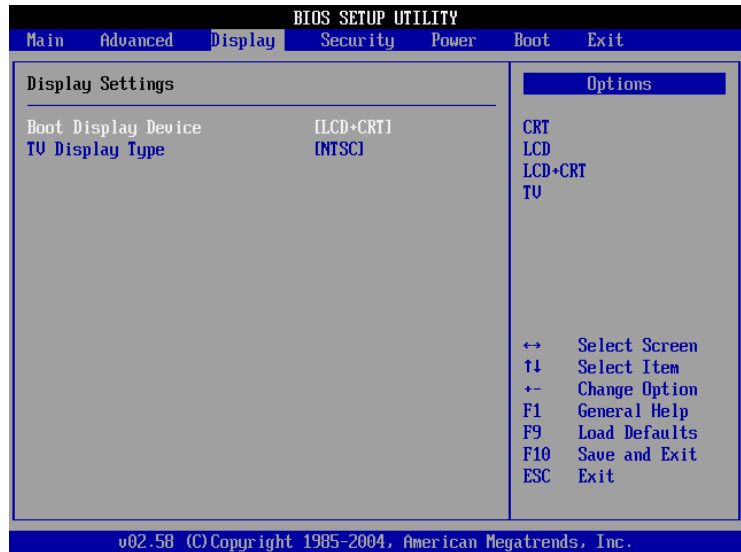 BIOS SETUP UTILITY
Main Advanced Display Security Power Boot Exit
Display Settings
Boot Display Device [LCD+CRT]
TV Display Type [NTSC]
Options
CRT
LCD
LCD+CRT
TV
←→ Select Screen
↑↓ Select Item
+- Change Option
F1 General Help
F9 Load Defaults
F10 Save and Exit
ESC Exit
v02.58 (C)Copyright 1985-2004, American Megatrends, Inc.